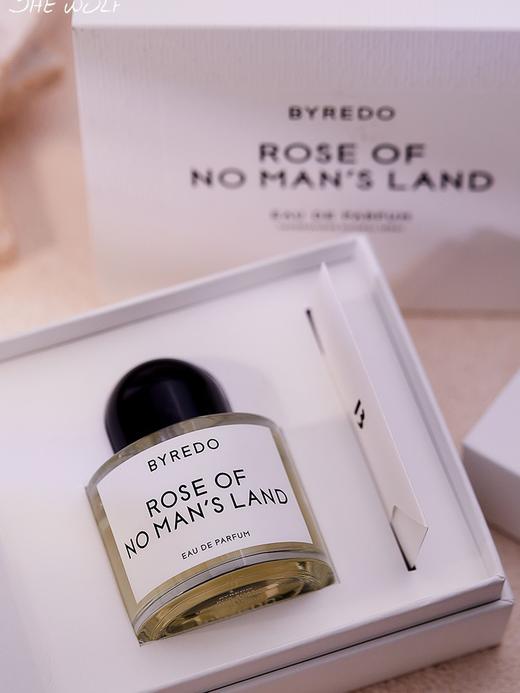 SHE WOLF
BYREDO
ROSE OF
NO MAN'S LAND
EAU DE PARFUM
BYREDO
ROSE OF
NO MAN'S LAND
EAU DE PARFUM